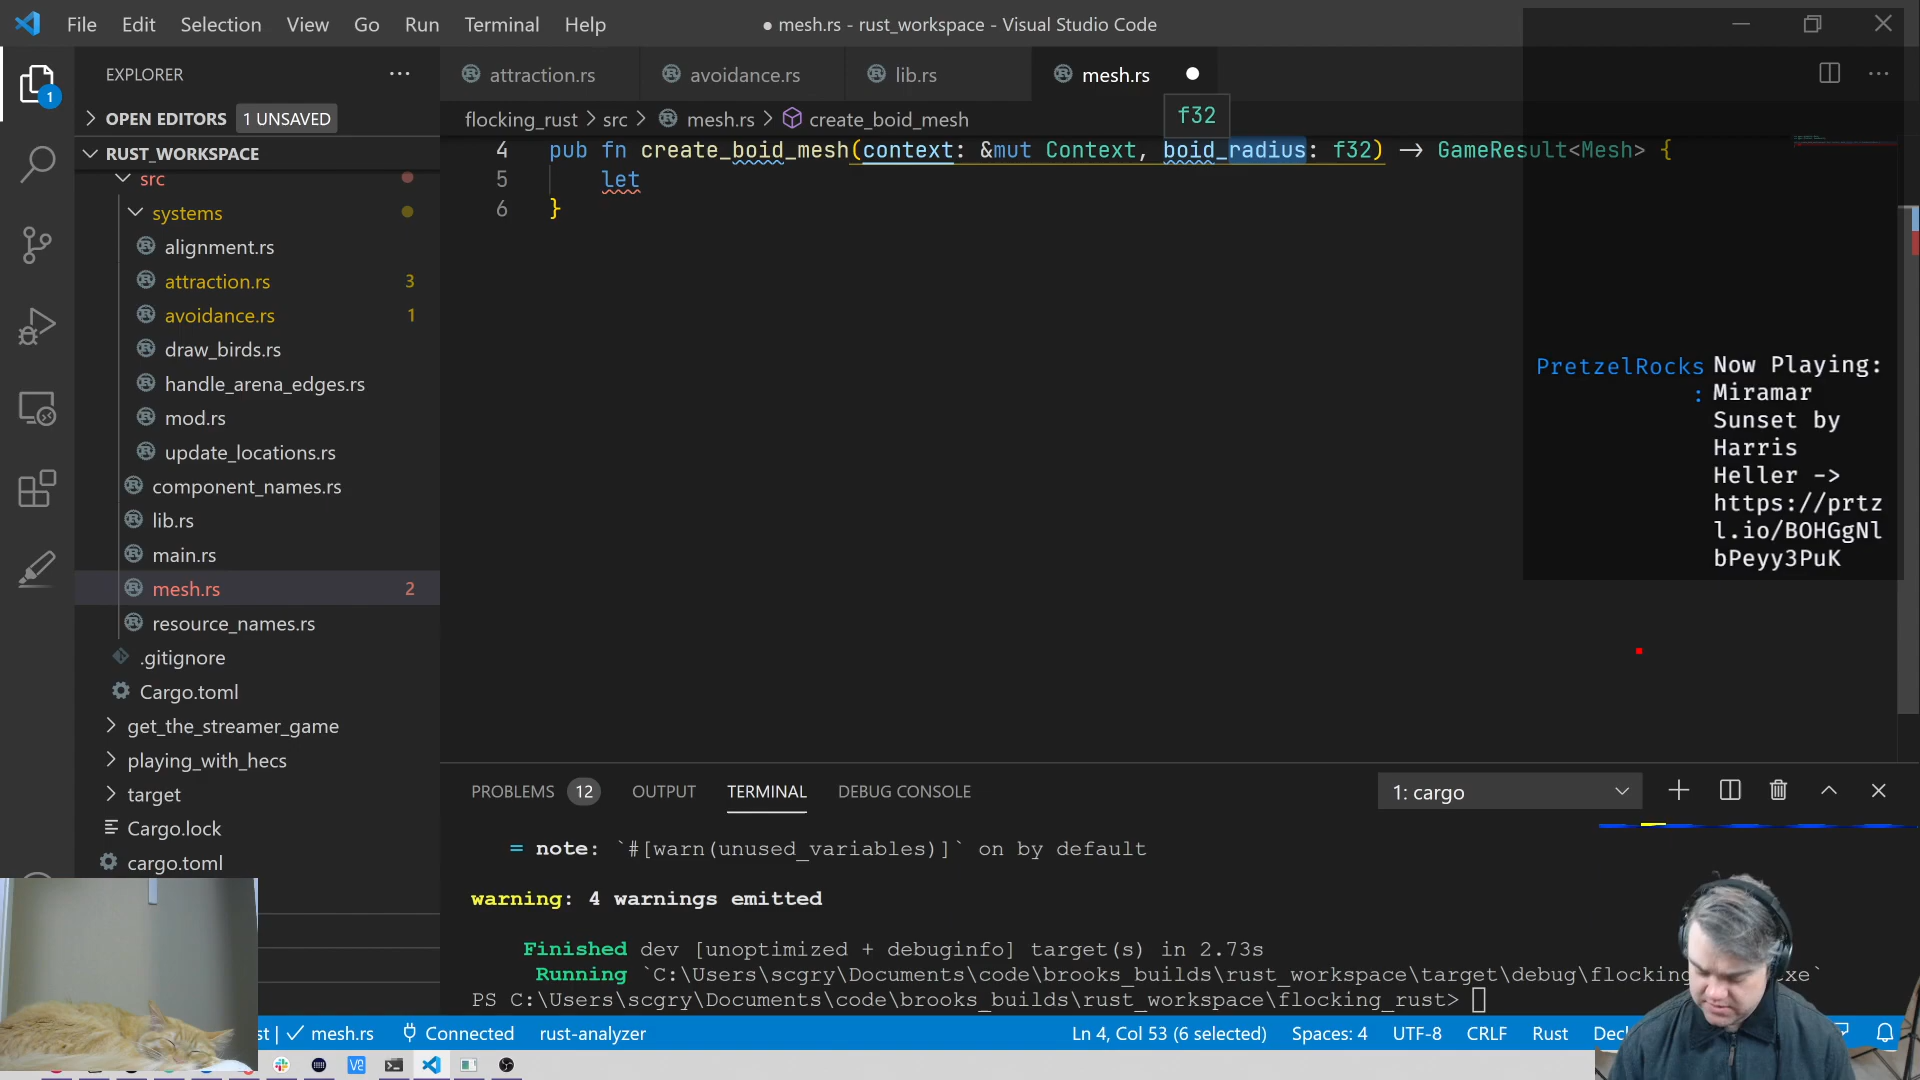 File Edit Selection View Go Run Terminal Help
● mesh.rs - rust_workspace - Visual Studio Code
EXPLORER
OPEN EDITORS 1 UNSAVED
RUST_WORKSPACE
src
systems
alignment.rs
attraction.rs 3
avoidance.rs 1
draw_birds.rs
handle_arena_edges.rs
mod.rs
update_locations.rs
component_names.rs
lib.rs
main.rs
mesh.rs 2
resource_names.rs
.gitignore
Cargo.toml
get_the_streamer_game
playing_with_hecs
target
Cargo.lock
cargo.toml
1
attraction.rs avoidance.rs lib.rs mesh.rs
flocking_rust > src > mesh.rs > create_boid_mesh
f32
4 pub fn create_boid_mesh(context: &mut Context, boid_radius: f32) -> GameResult<Mesh> {
5 let
6 }
PretzelRocks: Now Playing:
Miramar
Sunset by
Harris
Heller ->
https://prtz
l.io/BOHGgNl
bPeyy3PuK
PROBLEMS 12 OUTPUT TERMINAL DEBUG CONSOLE 1: cargo
= note: `#[warn(unused_variables)]` on by default
warning: 4 warnings emitted
Finished dev [unoptimized + debuginfo] target(s) in 2.73s
Running `C:\Users\scgry\Documents\code\brooks_builds\rust_workspace\target\debug\flocking xe`
PS C:\Users\scgry\Documents\code\brooks_builds\rust_workspace\flocking_rust>
st | ✓ mesh.rs Connected rust-analyzer Ln 4, Col 53 (6 selected) Spaces: 4 UTF-8 CRLF Rust Decl